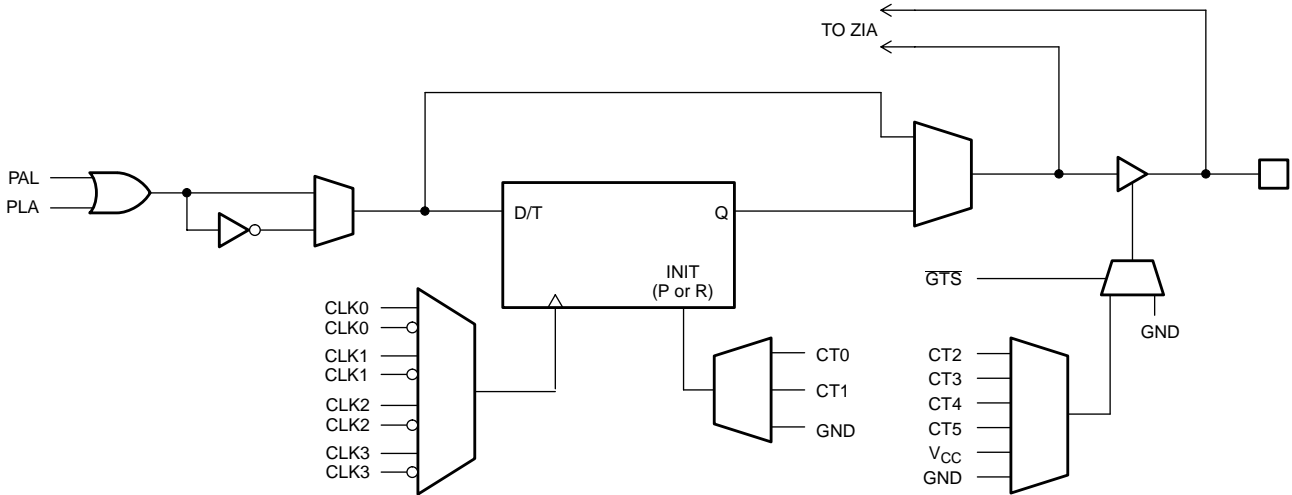 TO ZIA
PAL
PLA
D/T
Q
INIT
(P or R)
GTS
GND
CLK0
CLK0
CLK1
CLK1
CLK2
CLK2
CLK3
CLK3
CT0
CT1
GND
CT2
CT3
CT4
CT5
VCC
GND